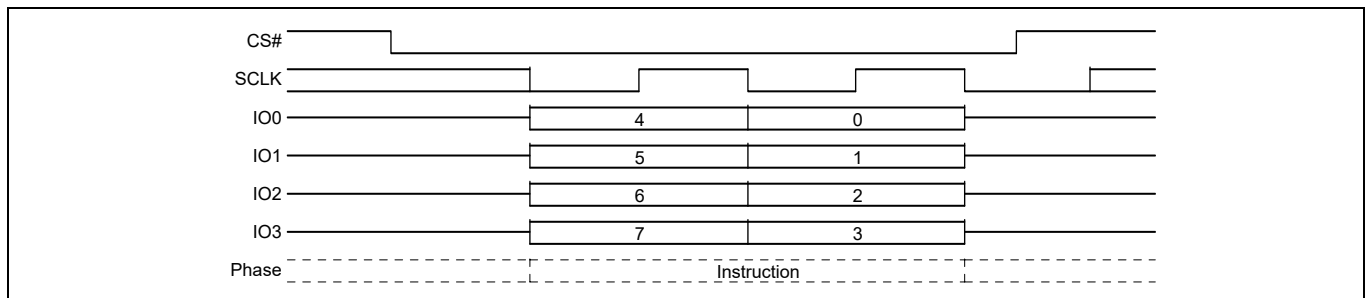 CS#
SCLK
IO0 4 0
IO1 5 1
IO2 6 2
IO3 7 3
Phase Instruction